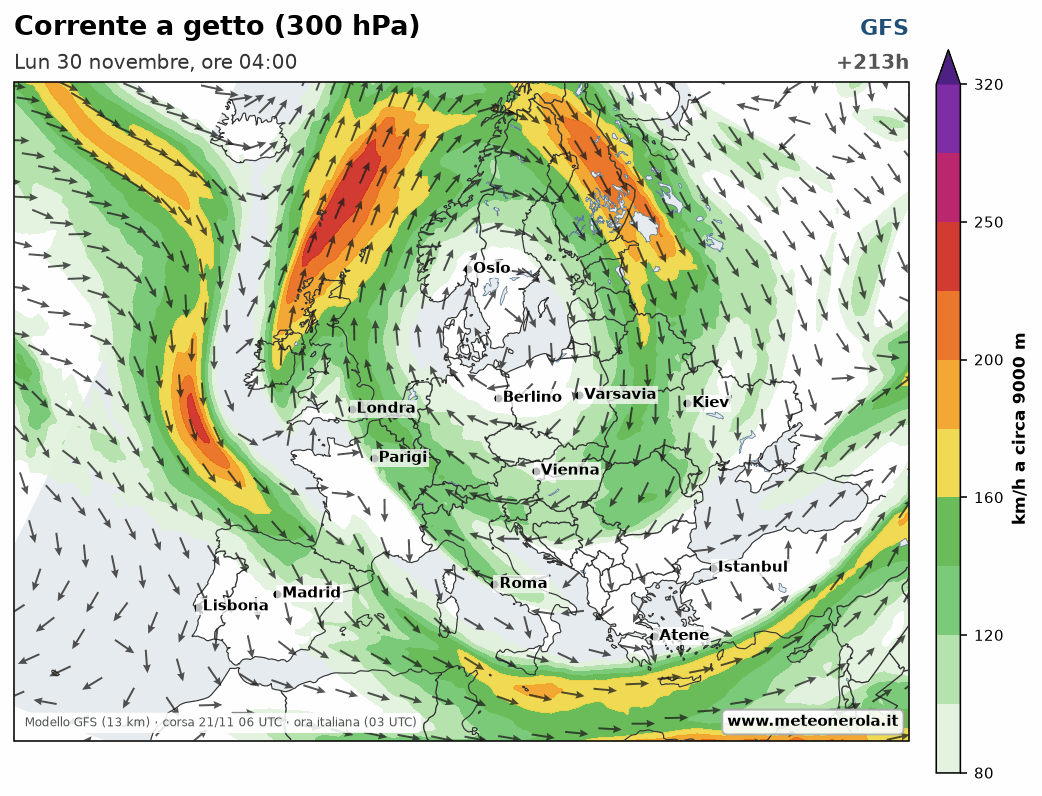 Corrente a getto (300 hPa)
GFS
Lun 30 novembre, ore 04:00
+213h
320
250
200
160
120
80
km/h a circa 9000 m
Oslo
Berlino
Varsavia
Kiev
Londra
Parigi
Vienna
Istanbul
Roma
Madrid
Lisbona
Atene
Modello GFS (13 km) · corsa 21/11 06 UTC · ora italiana (03 UTC)
www.meteonerola.it